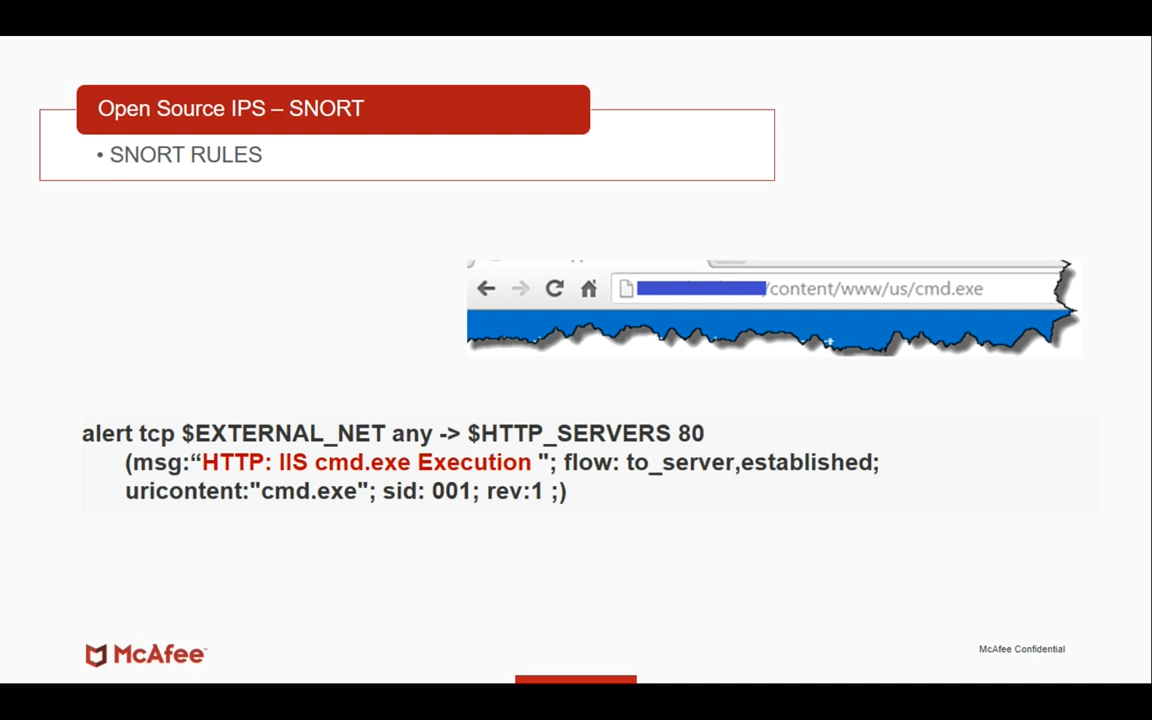 Open Source IPS – SNORT
• SNORT RULES
/content/www/us/cmd.exe
alert tcp $EXTERNAL_NET any -> $HTTP_SERVERS 80
(msg:“HTTP: IIS cmd.exe Execution "; flow: to_server,established;
uricontent:"cmd.exe"; sid: 001; rev:1 ;)
McAfee™
McAfee Confidential